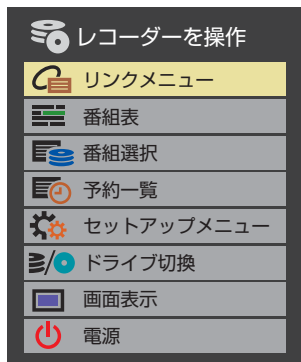 レコーダーを操作
リンクメニュー
番組表
番組選択
予約一覧
セットアップメニュー
ドライブ切換
画面表示
電源